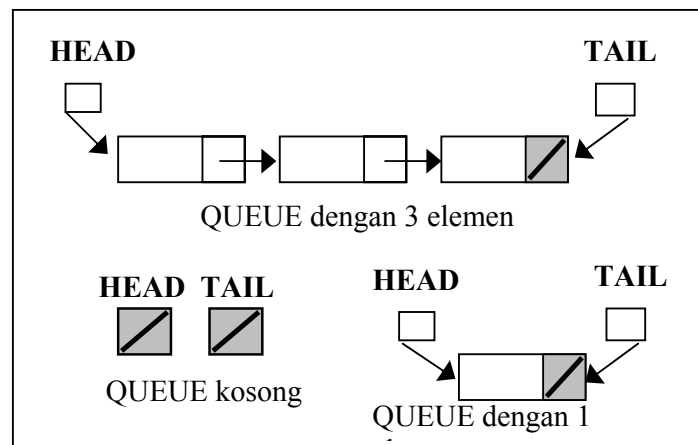 HEAD TAIL
QUEUE dengan 3 elemen
HEAD TAIL
QUEUE kosong
HEAD TAIL
QUEUE dengan 1